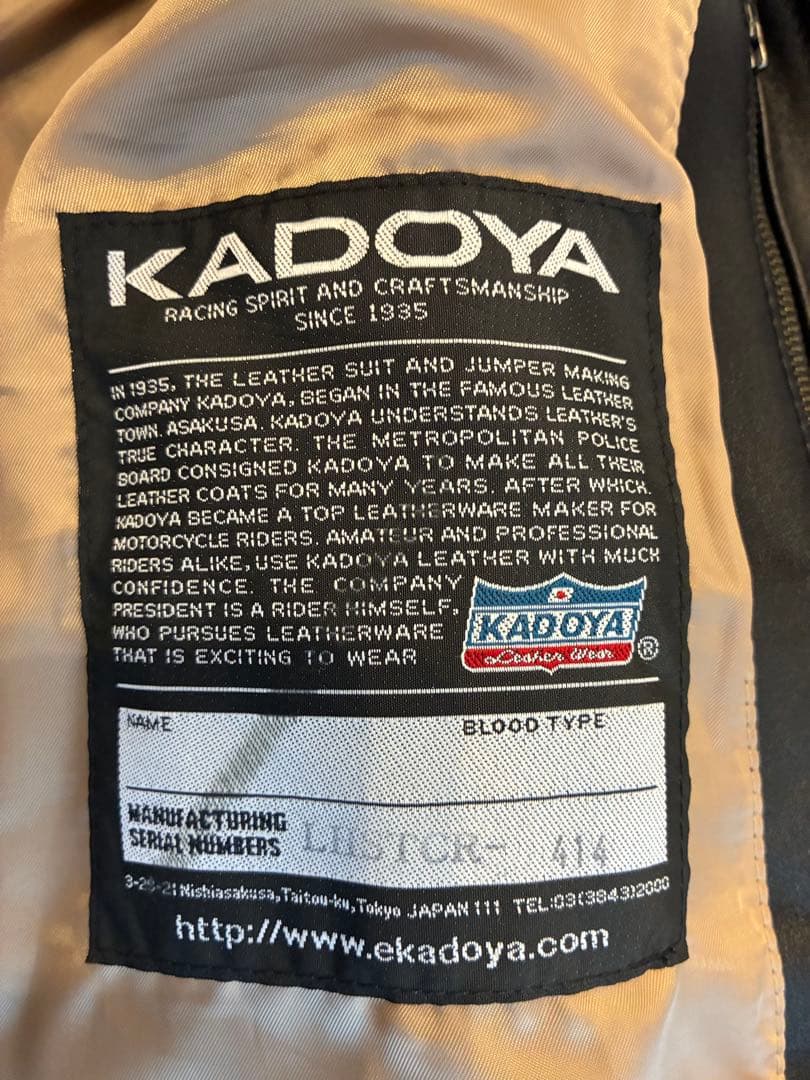 KADOYA
RACING SPIRIT AND CRAFTSMANSHIP
SINCE 1935
IN 1935, THE LEATHER SUIT AND JUMPER MAKING
COMPANY KADOYA, BEGAN IN THE FAMOUS LEATHER
TOWN, ASAKUSA. KADOYA UNDERSTANDS LEATHER'S
TRUE CHARACTER. THE METROPOLITAN POLICE
BOARD CONSIGNED KADOYA TO MAKE ALL THEIR
LEATHER COATS FOR MANY YEARS. AFTER WHICH,
KADOYA BECAME A TOP LEATHERWARE MAKER FOR
MOTORCYCLE RIDERS. AMATEUR AND PROFESSIONAL
RIDERS ALIKE, USE KADOYA LEATHER WITH MUCH
CONFIDENCE. THE COMPANY
PRESIDENT IS A RIDER HIMSELF,
WHO PURSUES LEATHERWARE
THAT IS EXCITING TO WEAR
KADOYA
Leather Wear
®
NAME BLOOD TYPE
MANUFACTURING
SERIAL NUMBERS 414
Nishiasakusa,Taitou-ku,Tokyo JAPAN 111 TEL:03(3843)2000
http://www.ekadoya.com